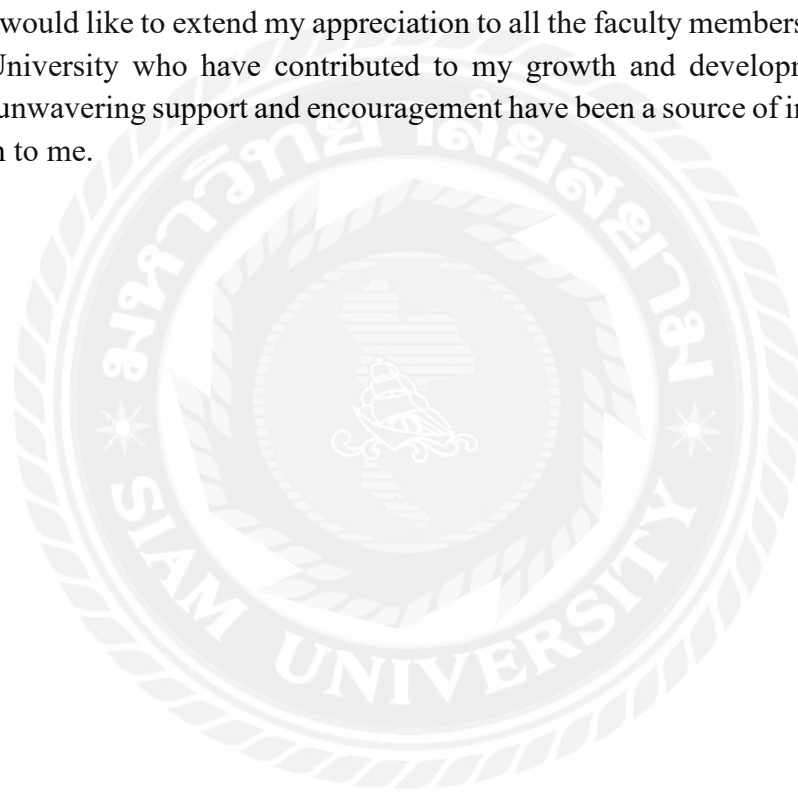 would like to extend my appreciation to all the faculty members
University who have contributed to my growth and
unwavering support and encouragement have been a source of
to me.
มหาวิทยาลัยสยาม
SIAM UNIVERSITY